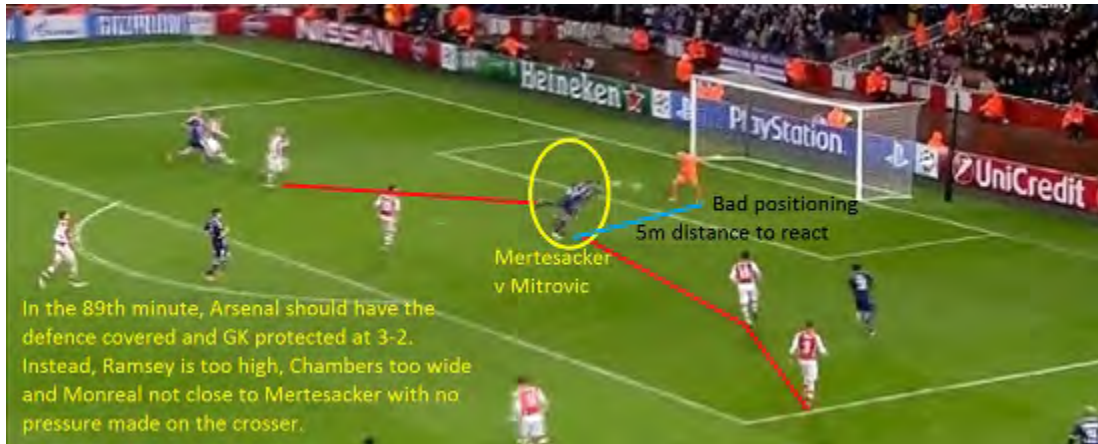 Quality
GAZPROM
NISSAN
Heineken
PlayStation
UniCredit
Bad positioning
5m distance to react
Mertesacker
v Mitrovic
In the 89th minute, Arsenal should have the
defence covered and GK protected at 3-2.
Instead, Ramsey is too high, Chambers too wide
and Monreal not close to Mertesacker with no
pressure made on the crosser.